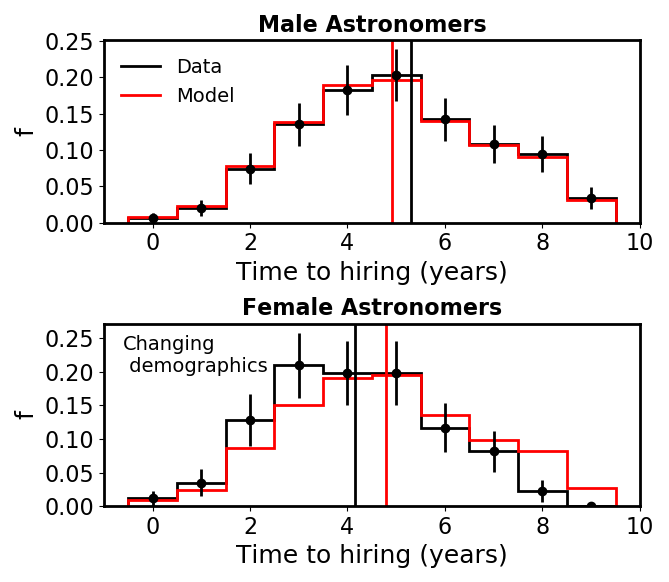 Male Astronomers
0.25
0.20
0.15
0.10
0.05
0.00
f
Data
Model
0 2 4 6 8 10
Time to hiring (years)
Female Astronomers
0.25
0.20
0.15
0.10
0.05
0.00
f
Changing
demographics
0 2 4 6 8 10
Time to hiring (years)